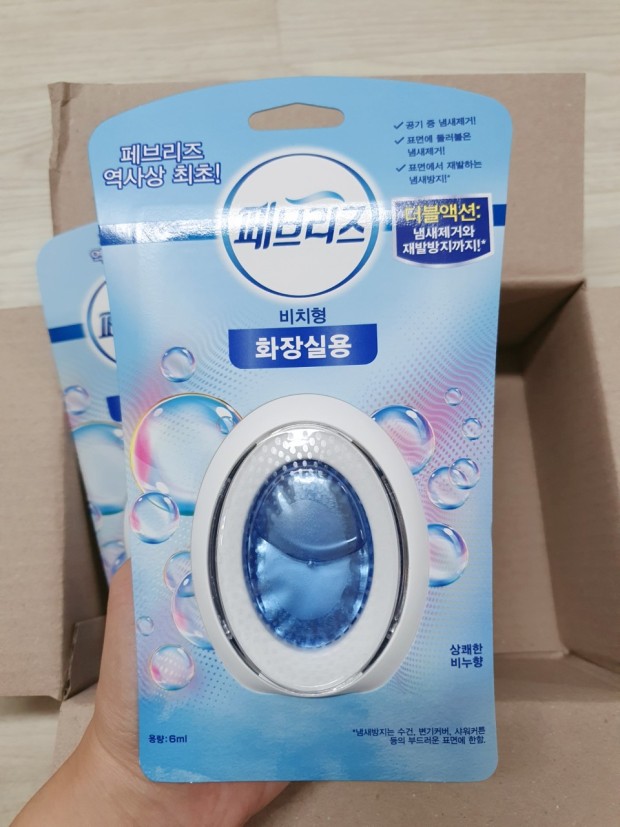 페브리즈
역사상 최초!
✓ 공기 중 냄새제거!
✓ 표면에 들러붙은
냄새제거!
✓ 표면에서 재발하는
냄새방지!*
페브리즈
더블액션:
냄새제거와
재발방지까지!*
비치형
화장실용
상쾌한
비누향
용량: 6ml
*냄새방지는 수건, 변기커버, 샤워커튼
등의 부드러운 표면에 한함.